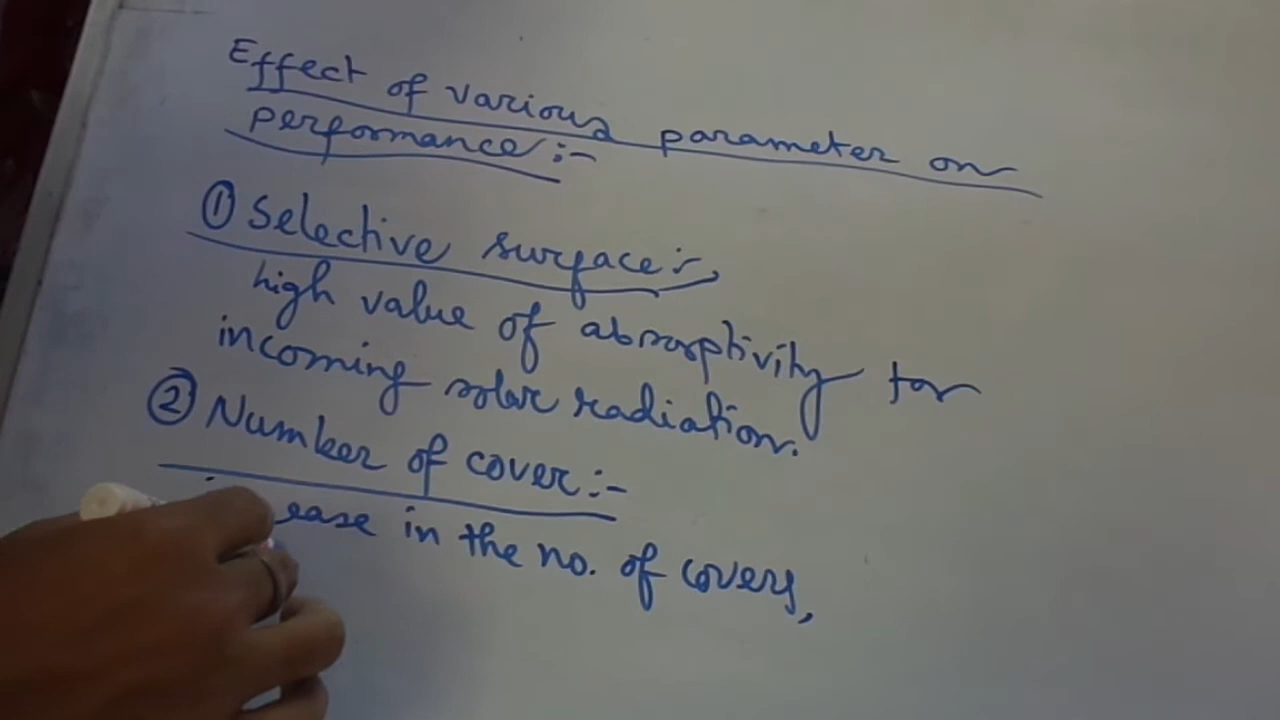 Effect of various parameter on
performance :-
① Selective surface :-
high value of absorptivity for
incoming solar radiation.
② Number of cover :-
in the no. of covers,